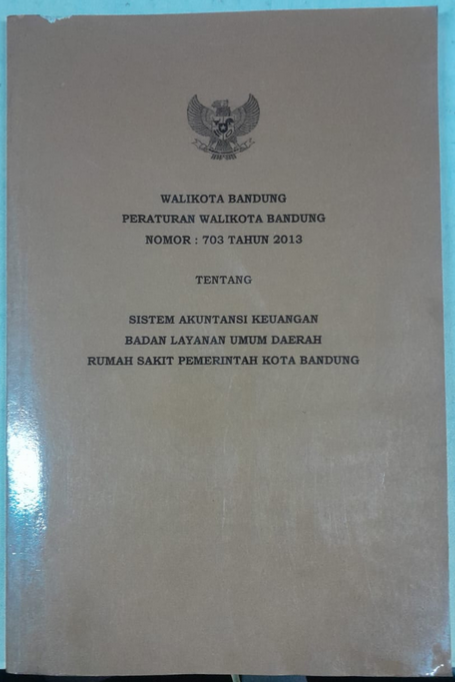 WALIKOTA BANDUNG
PERATURAN WALIKOTA BANDUNG
NOMOR : 703 TAHUN 2013
TENTANG
SISTEM AKUNTANSI KEUANGAN
BADAN LAYANAN UMUM DAERAH
RUMAH SAKIT PEMERINTAH KOTA BANDUNG